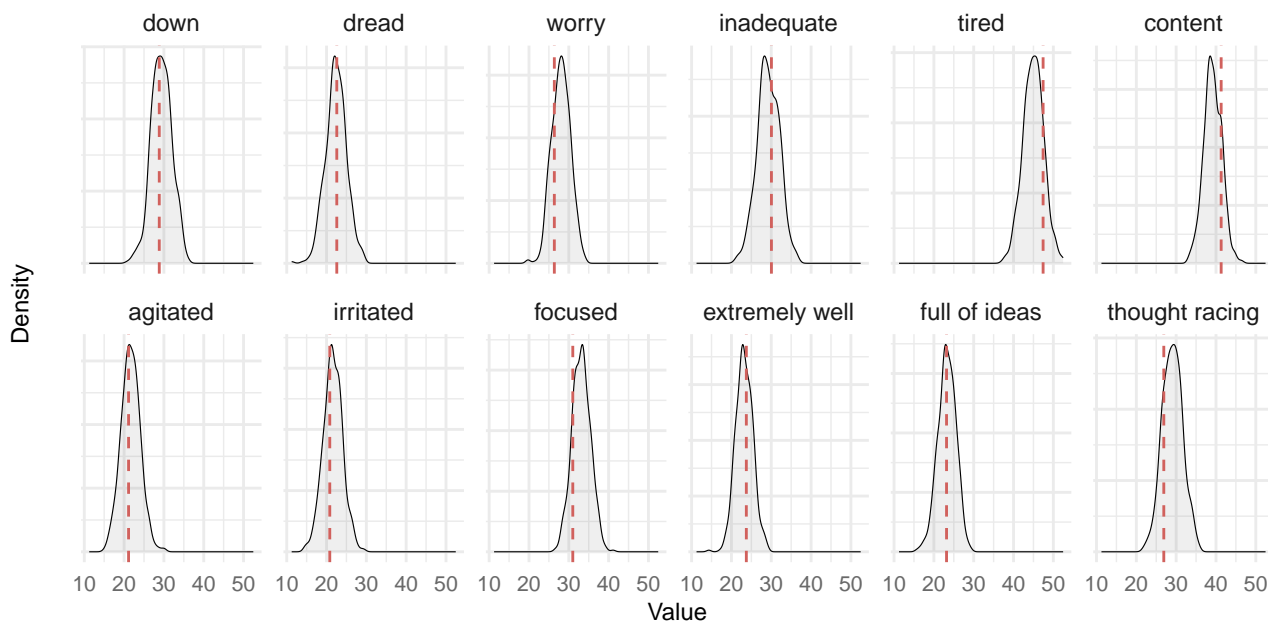 down dread worry inadequate tired content
agitated irritated focused extremely well full of ideas thought racing
10 20 30 40 50 10 20 30 40 50 10 20 30 40 50 10 20 30 40 50 10 20 30 40 50 10 20 30 40 50
Value
Density